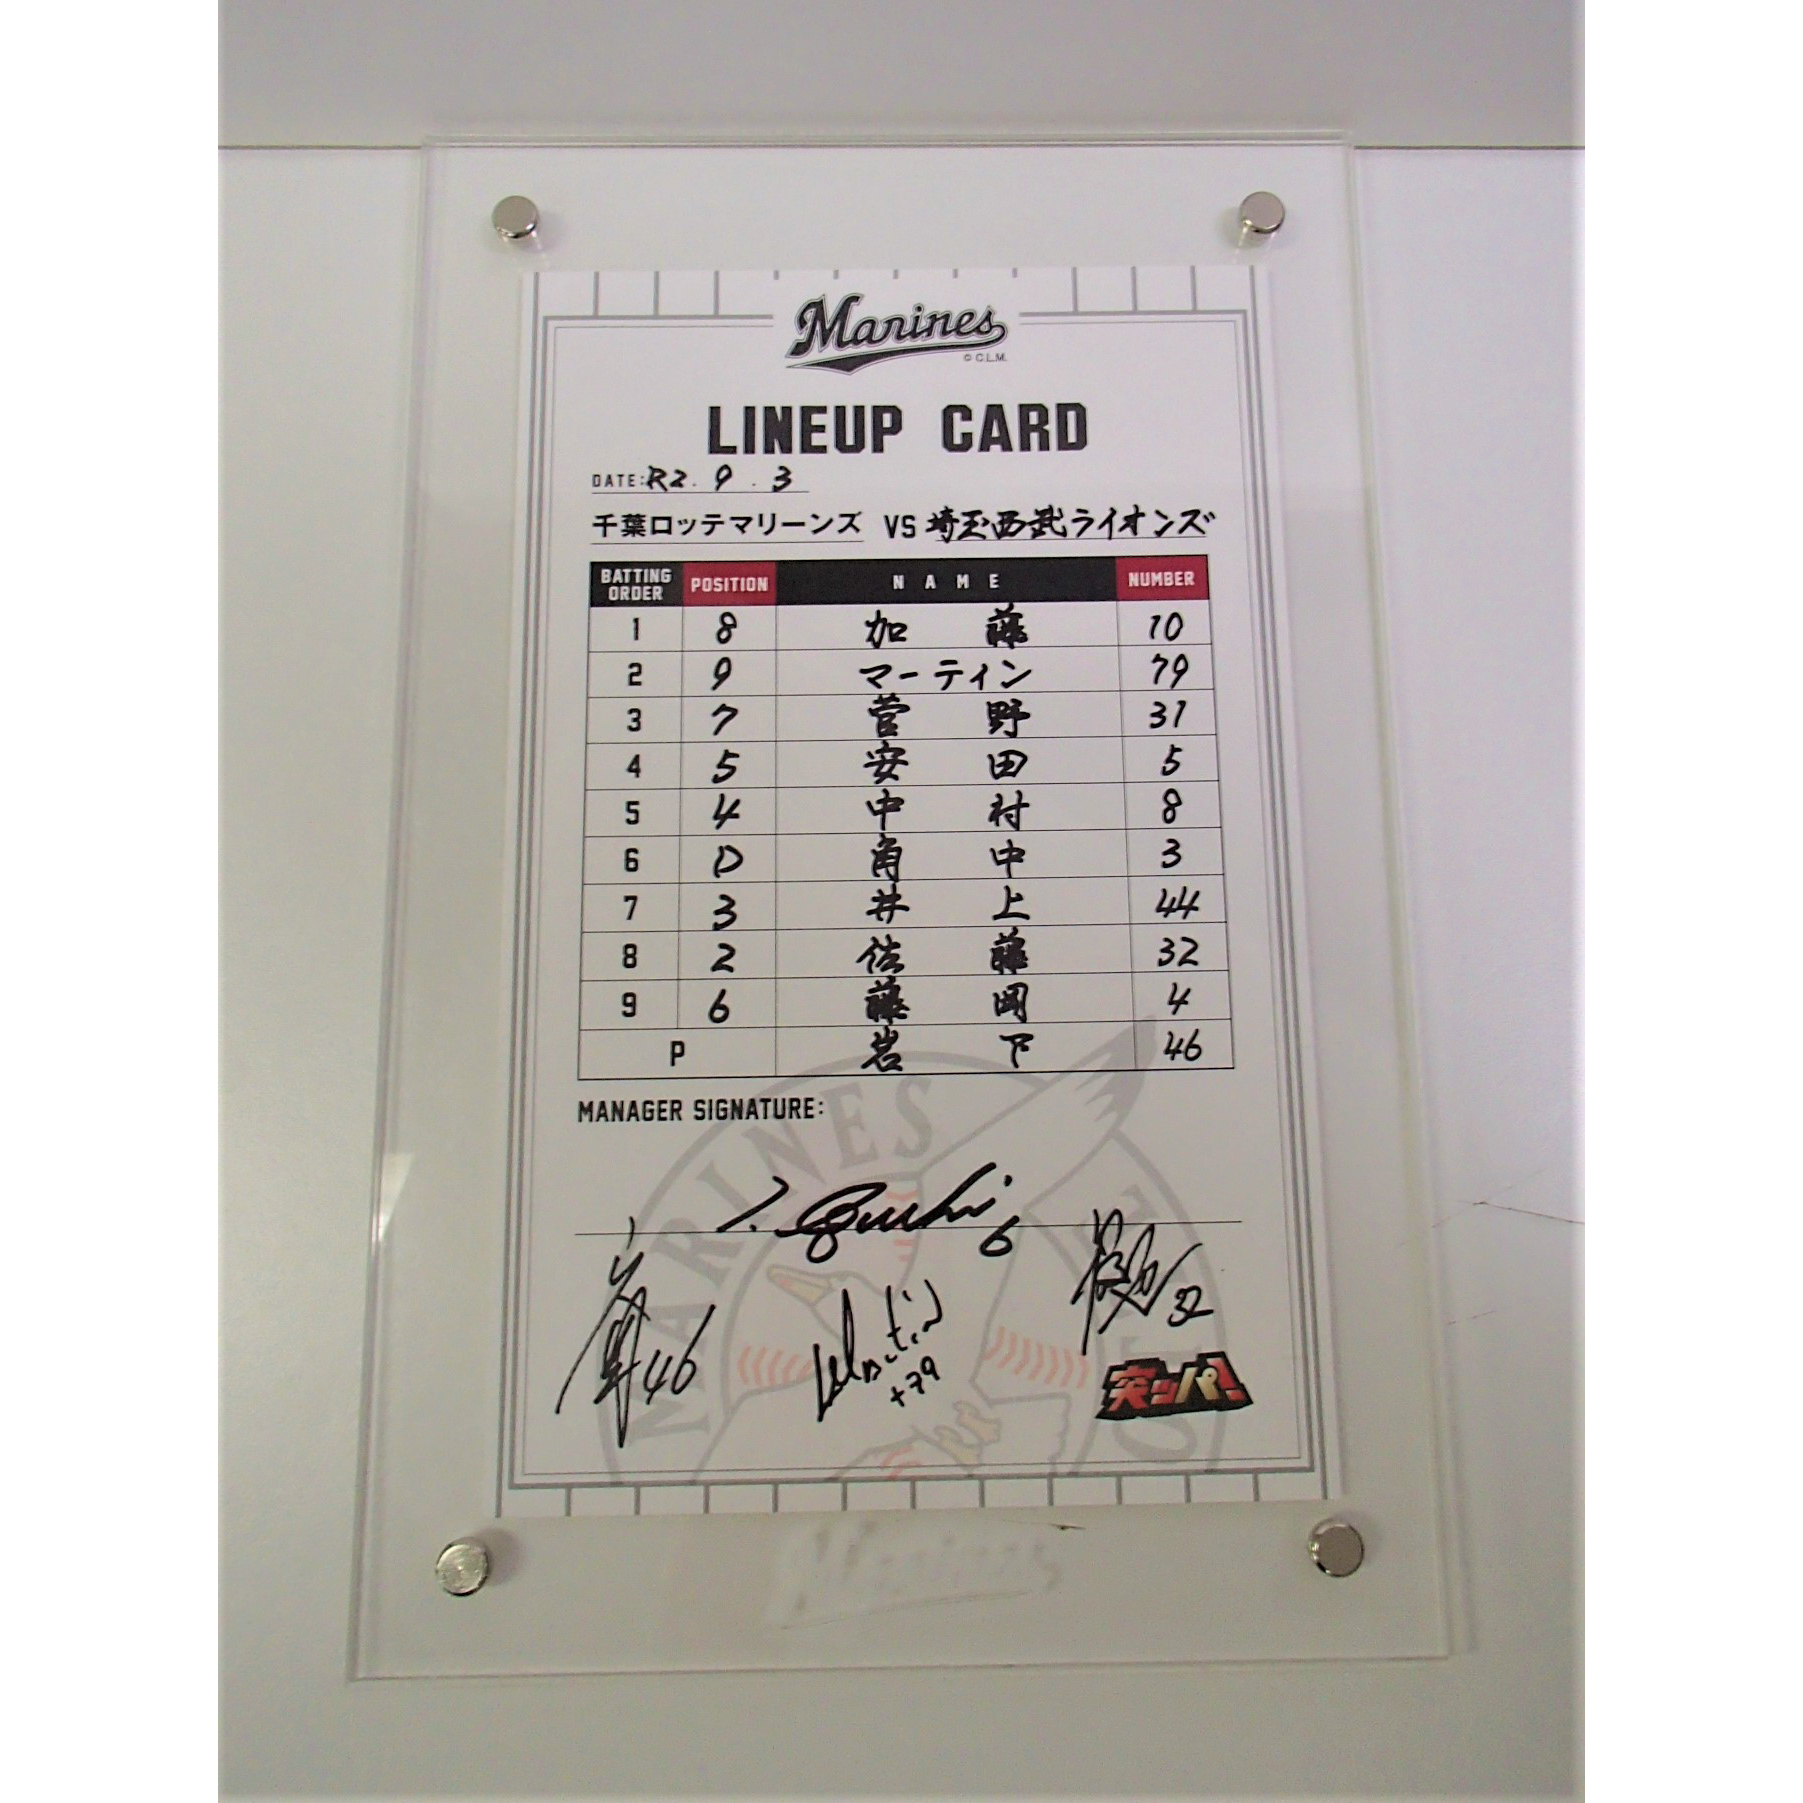 Marines
© C.L.M.
LINEUP CARD
DATE: R2. 9. 3
千葉ロッテマリーンズ VS 埼玉西武ライオンズ
BATTING ORDER POSITION NAME NUMBER
1 8 加藤 10
2 9 マーティン 79
3 7 菅野 31
4 5 安田 5
5 4 中村 8
6 D 角中 3
7 3 井上 44
8 2 佐藤 32
9 6 藤岡 4
P 岩下 46
MANAGER SIGNATURE:
MARINES
6
46
+79
32
突ッパ!
Marines